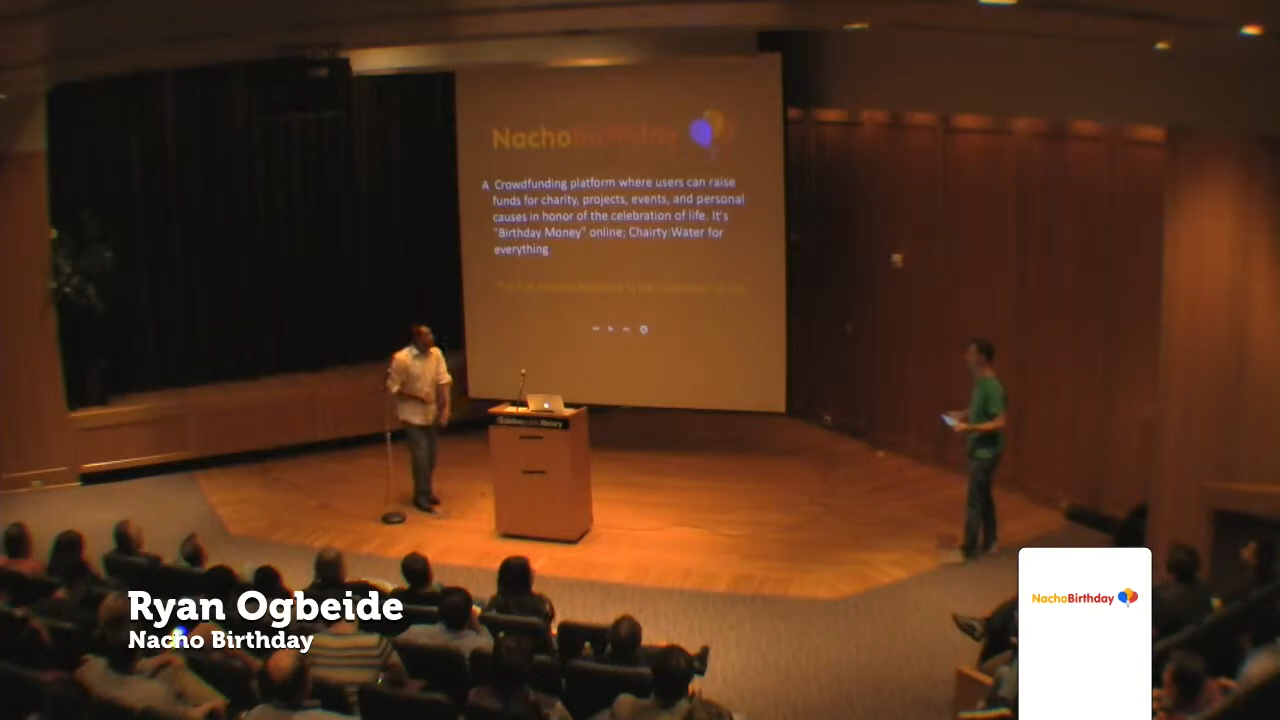 NachoBirthday
A Crowdfunding platform where users can raise
funds for charity, projects, events, and personal
causes in honor of the celebration of life. It's
"Birthday Money" online; Chairty:Water for
everything
Ryan Ogbeide
Nacho Birthday
NachoBirthday